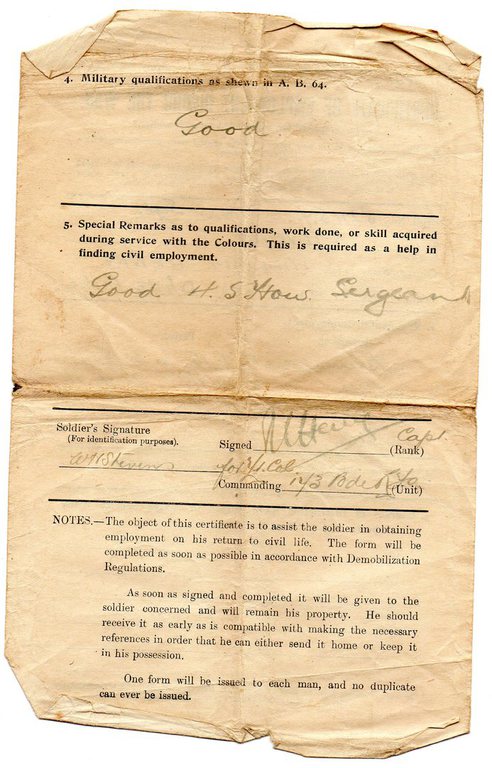 4. Military qualifications as shewn in A. B. 64.
Good
5. Special Remarks as to qualifications, work done, or skill acquired
during service with the Colours. This is required as a help in
finding civil employment.
Good 4.5 How. Sergeant
Soldier's Signature
(For identification purposes).
Signed Capt.
(Rank)
WH Stevens for Lt. Col
Commanding 173 Bde RFA (Unit)
NOTES.—The object of this certificate is to assist the soldier in obtaining
employment on his return to civil life. The form will be
completed as soon as possible in accordance with Demobilization
Regulations.
As soon as signed and completed it will be given to the
soldier concerned and will remain his property. He should
receive it as early as is compatible with making the necessary
references in order that he can either send it home or keep it
in his possession.
One form will be issued to each man, and no duplicate
can ever be issued.